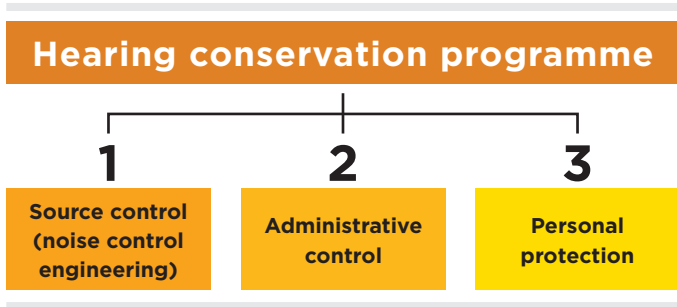 Hearing conservation programme
1
2
3
Source control
(noise control
engineering)
Administrative
control
Personal
protection